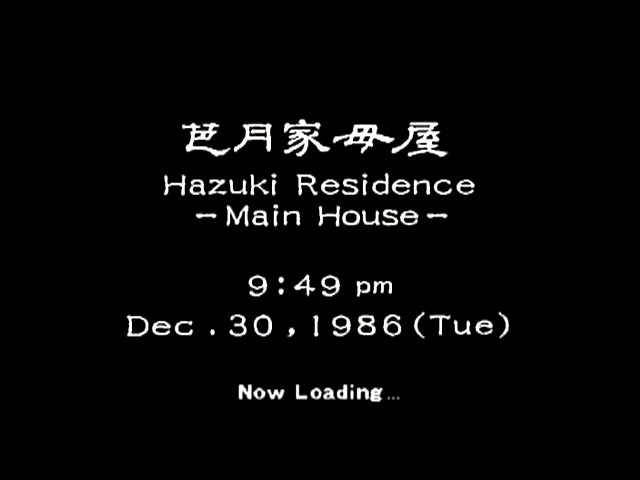 芭月家母屋
Hazuki Residence
-Main House-
9:49 pm
Dec.30,1986(Tue)
Now Loading...